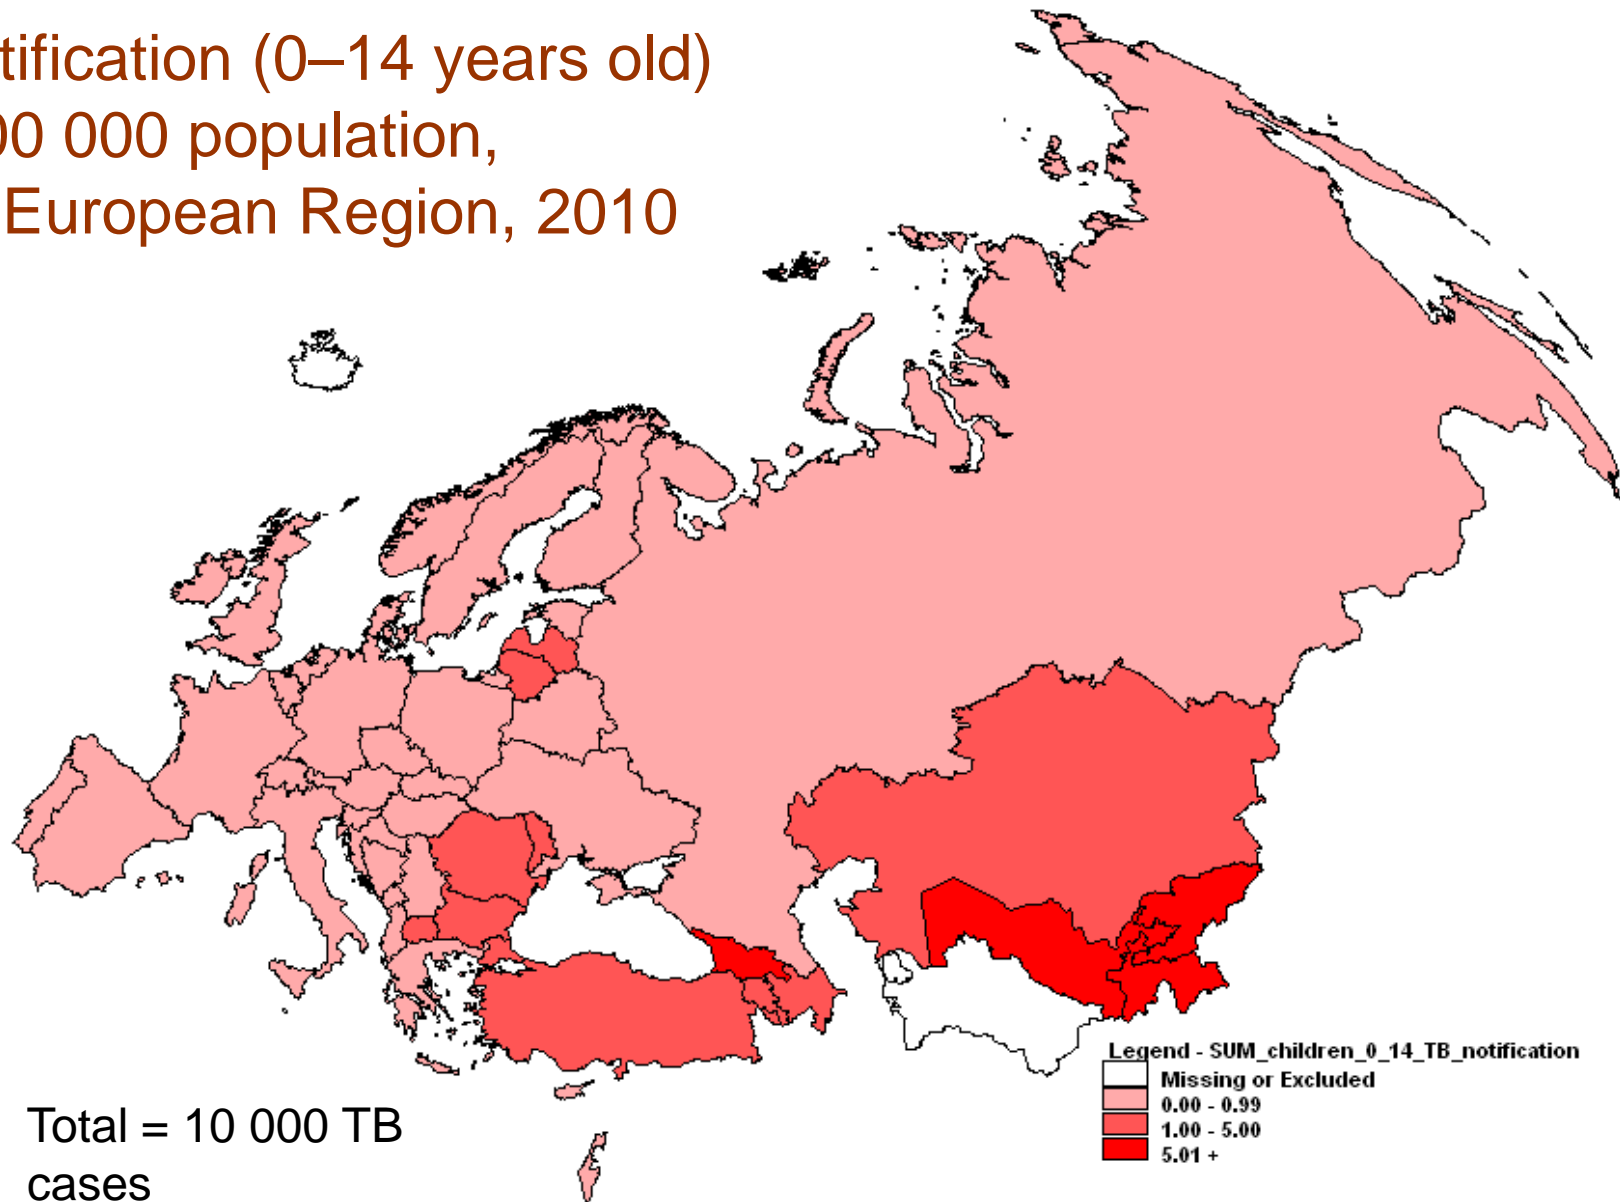 tification (0–14 years old)
00 000 population,
European Region, 2010
Legend - SUM_children_0_14_TB_notification
Missing or Excluded
0.00 - 0.99
1.00 - 5.00
5.01 +
Total = 10 000 TB
cases